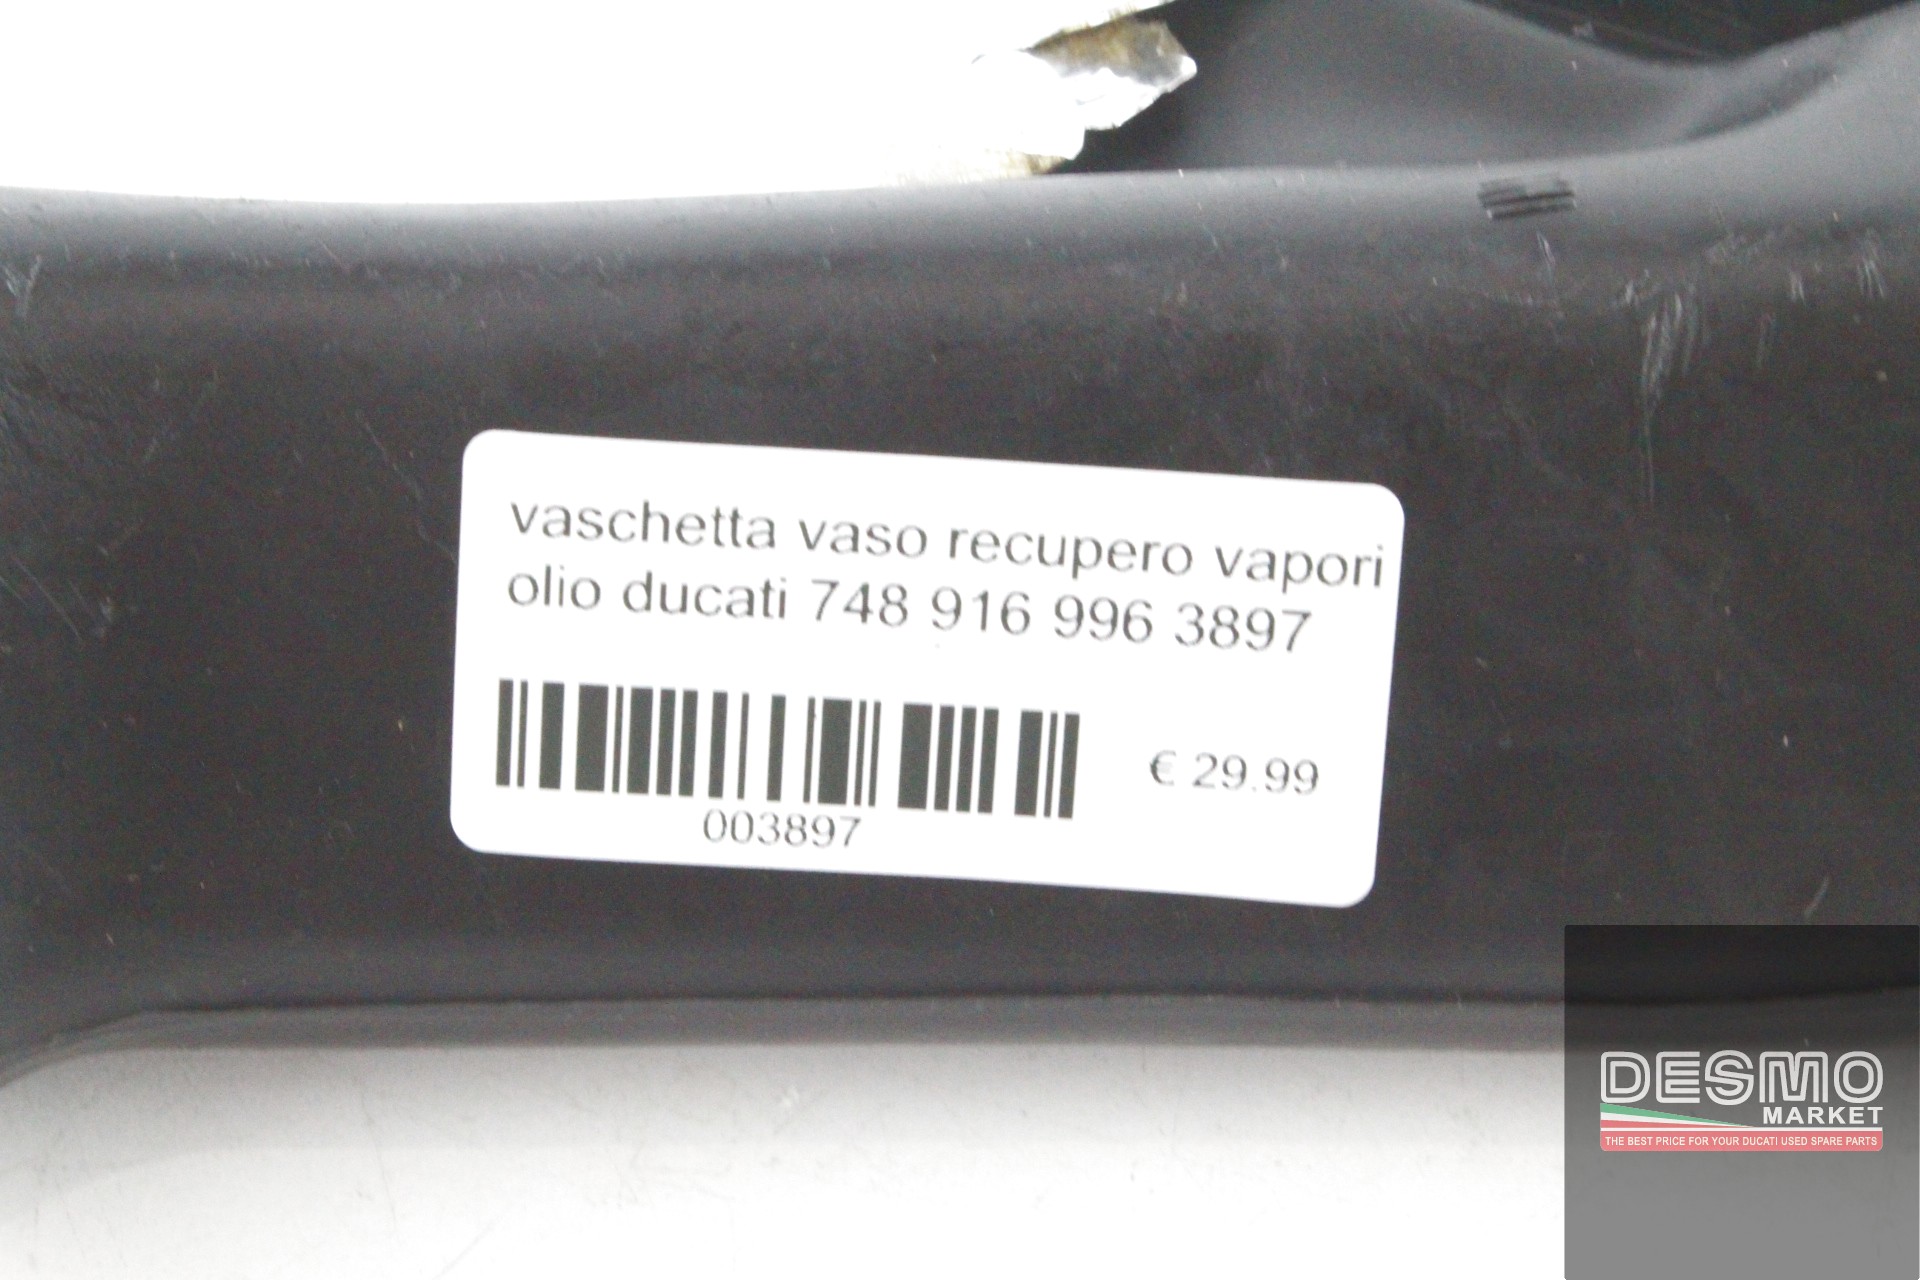 vaschetta vaso recupero vapori
olio ducati 748 916 996 3897
€ 29.99
003897
DESMO
MARKET
THE BEST PRICE FOR YOUR DUCATI USED SPARE PARTS